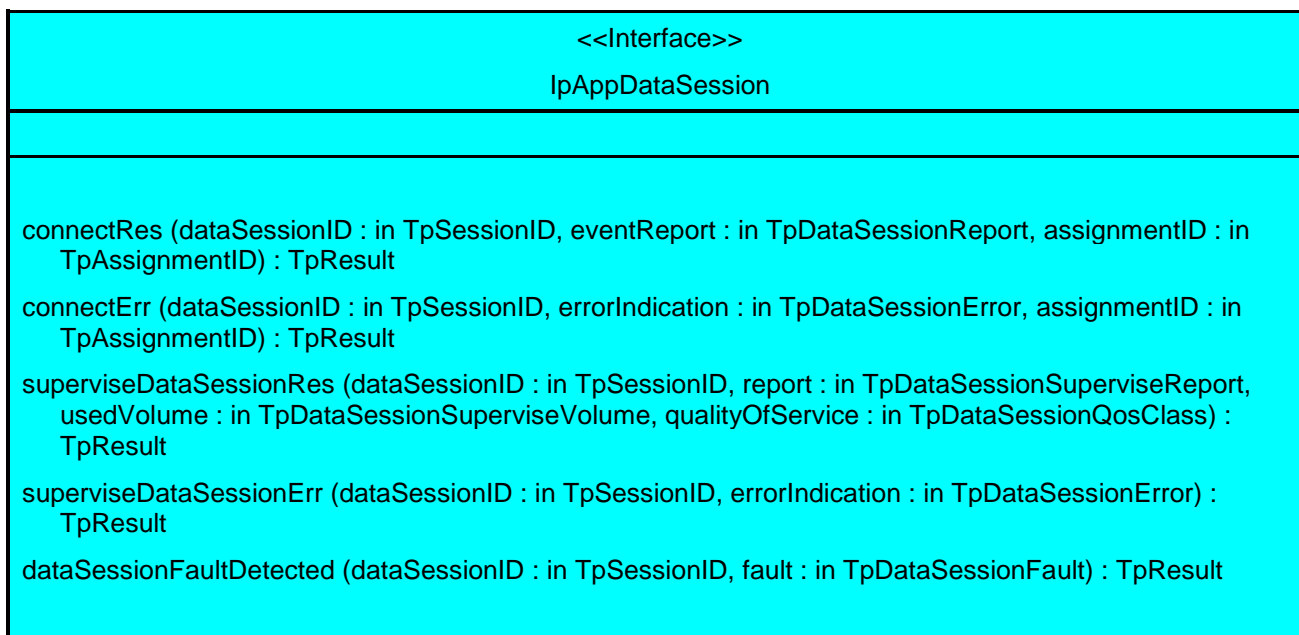 <<Interface>>
IpAppDataSession
connectRes (dataSessionID : in TpSessionID, eventReport : in TpDataSessionReport, assignmentID : in
TpAssignmentID) : TpResult
connectErr (dataSessionID : in TpSessionID, errorIndication : in TpDataSessionError, assignmentID : in
TpAssignmentID) : TpResult
superviseDataSessionRes (dataSessionID : in TpSessionID, report : in TpDataSessionSuperviseReport,
usedVolume : in TpDataSessionSuperviseVolume, qualityOfService : in TpDataSessionQosClass) :
TpResult
superviseDataSessionErr (dataSessionID : in TpSessionID, errorIndication : in TpDataSessionError) :
TpResult
dataSessionFaultDetected (dataSessionID : in TpSessionID, fault : in TpDataSessionFault) : TpResult